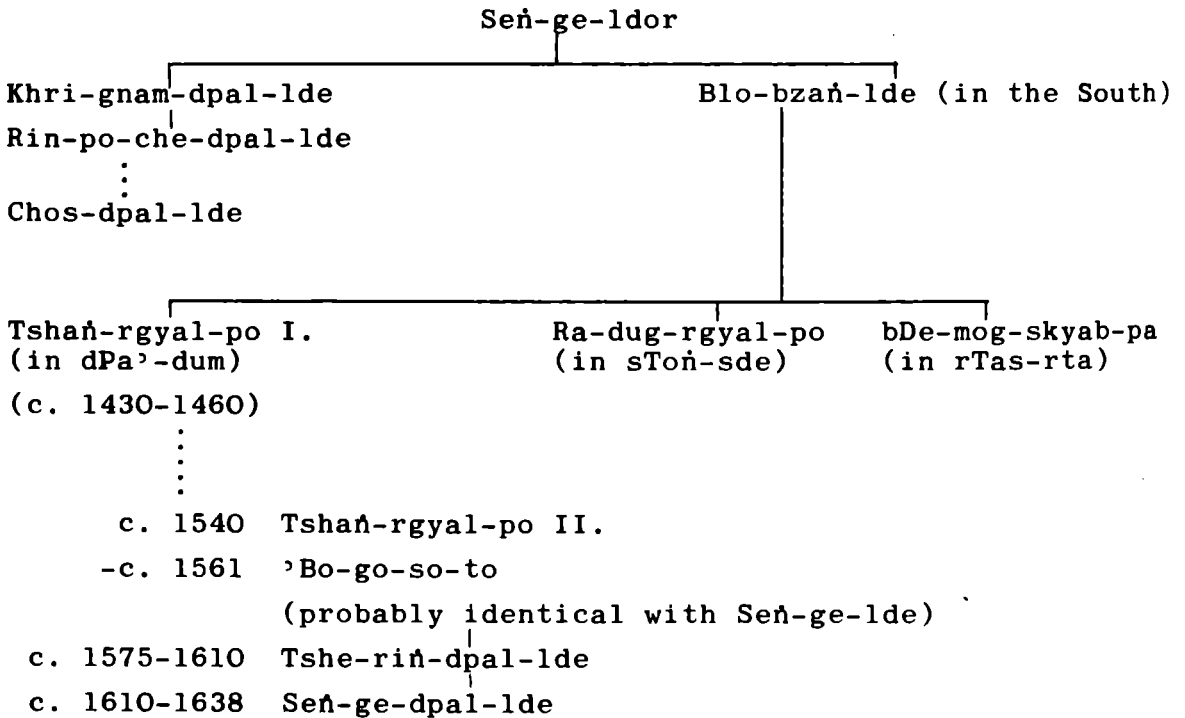 Seṅ-ge-ldor
Khri-gnam-dpal-lde Blo-bzaṅ-lde (in the South)
Rin-po-che-dpal-lde
Chos-dpal-lde
Tshaṅ-rgyal-po I. Ra-dug-rgyal-po bDe-mog-skyab-pa
(in dPaʾ-dum) (in sToṅ-sde) (in rTas-rta)
(c. 1430-1460)
c. 1540 Tshaṅ-rgyal-po II.
-c. 1561 ʾBo-go-so-to
(probably identical with Seṅ-ge-lde)
c. 1575-1610 Tshe-riṅ-dpal-lde
c. 1610-1638 Seṅ-ge-dpal-lde